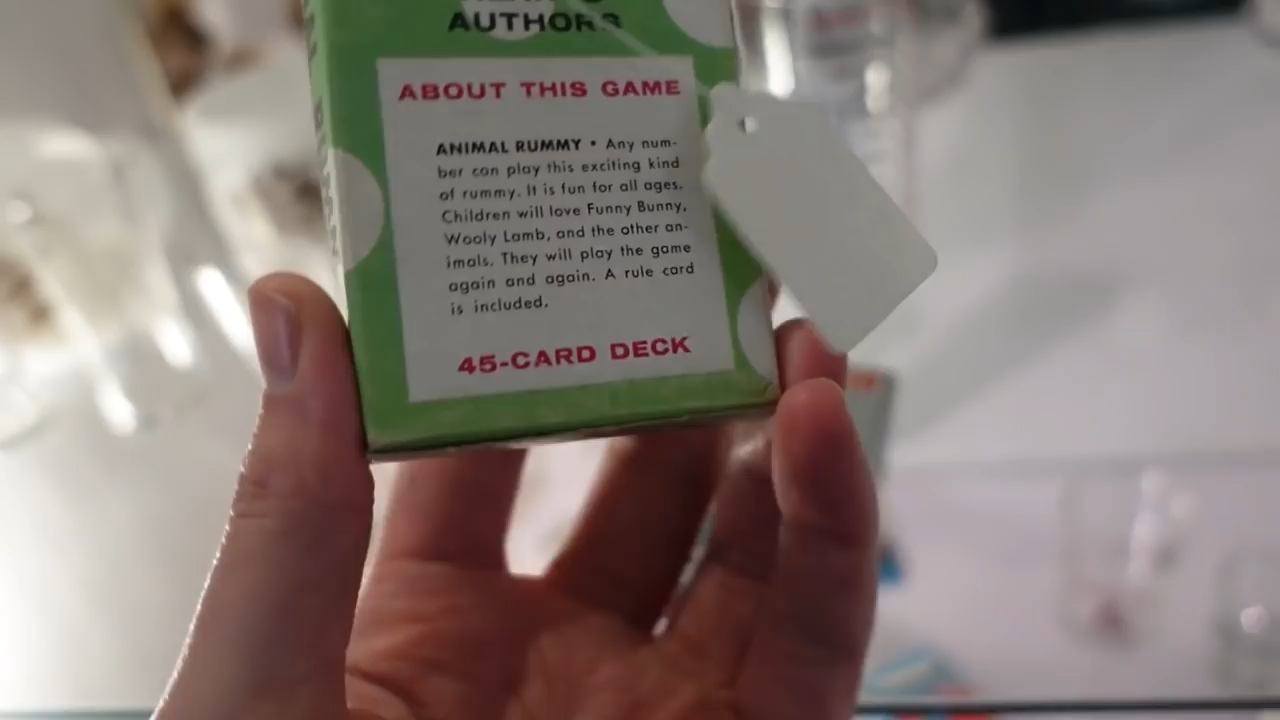 AUTHORS
ABOUT THIS GAME
ANIMAL RUMMY • Any num-
ber can play this exciting kind
of rummy. It is fun for all ages.
Children will love Funny Bunny,
Wooly Lamb, and the other an-
imals. They will play the game
again and again. A rule card
is included.
45-CARD DECK